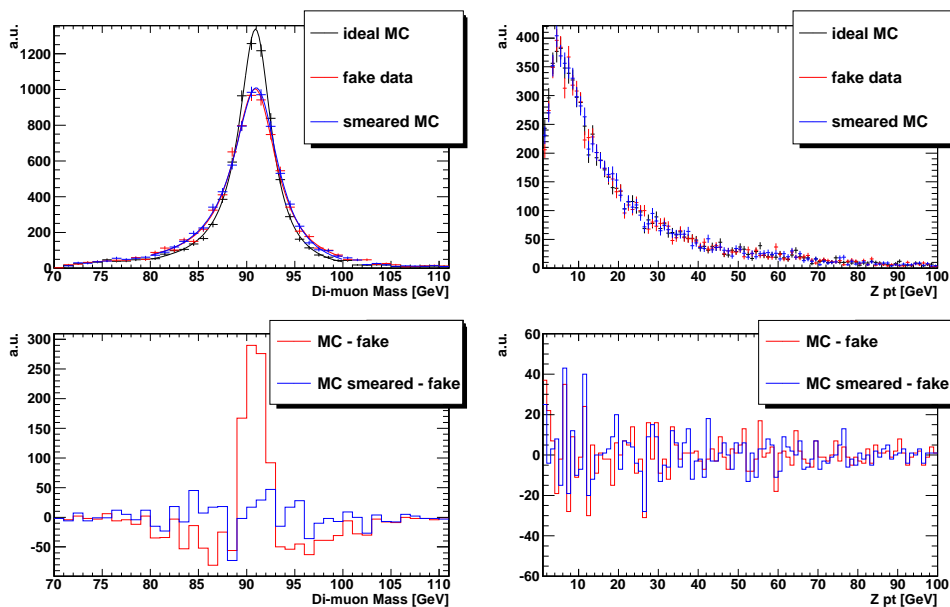 a.u.
1200
1000
800
600
400
200
0
70 75 80 85 90 95 100 105 110
Di-muon Mass [GeV]
ideal MC
fake data
smeared MC
a.u.
400
350
300
250
200
150
100
50
0
10 20 30 40 50 60 70 80 90 100
Z pt [GeV]
ideal MC
fake data
smeared MC
a.u.
300
250
200
150
100
50
0
-50
70 75 80 85 90 95 100 105 110
Di-muon Mass [GeV]
MC - fake
MC smeared - fake
a.u.
60
40
20
0
-20
-40
-60
10 20 30 40 50 60 70 80 90 100
Z pt [GeV]
MC - fake
MC smeared - fake